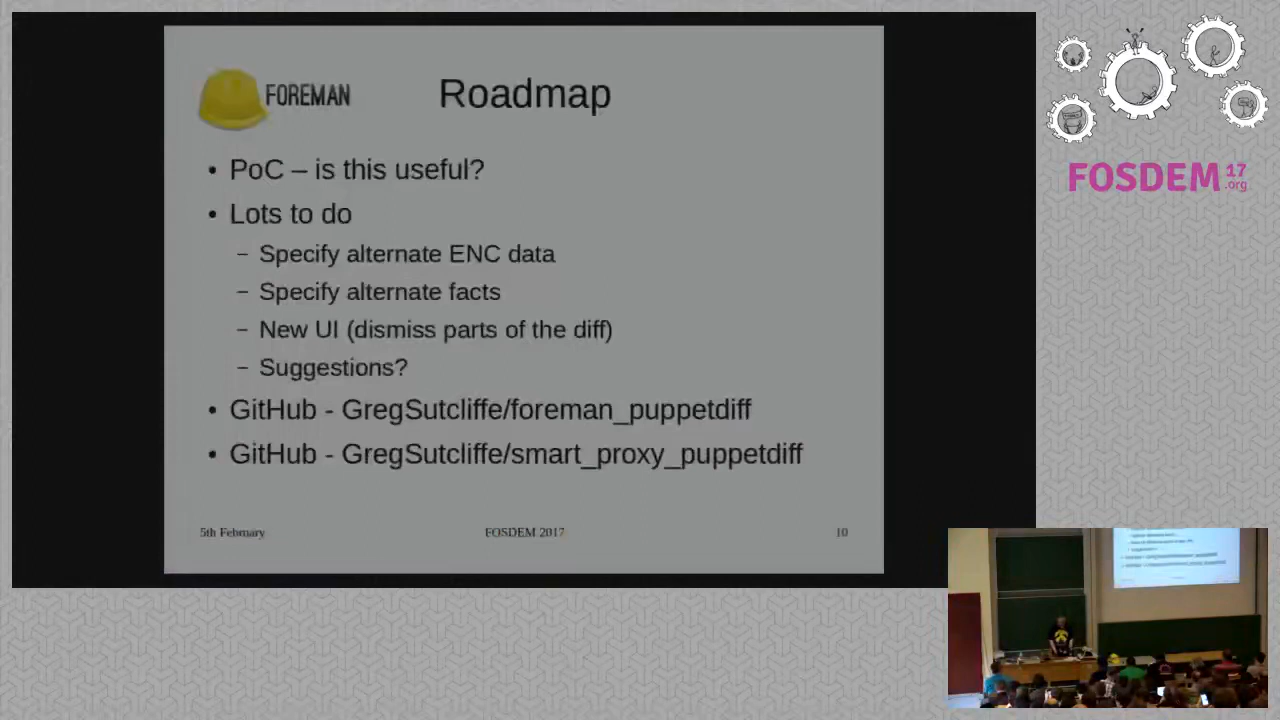 FOREMAN
Roadmap
• PoC – is this useful?
• Lots to do
– Specify alternate ENC data
– Specify alternate facts
– New UI (dismiss parts of the diff)
– Suggestions?
• GitHub - GregSutcliffe/foreman_puppetdiff
• GitHub - GregSutcliffe/smart_proxy_puppetdiff
5th February
FOSDEM 2017
10
FOSDEM 17
.org